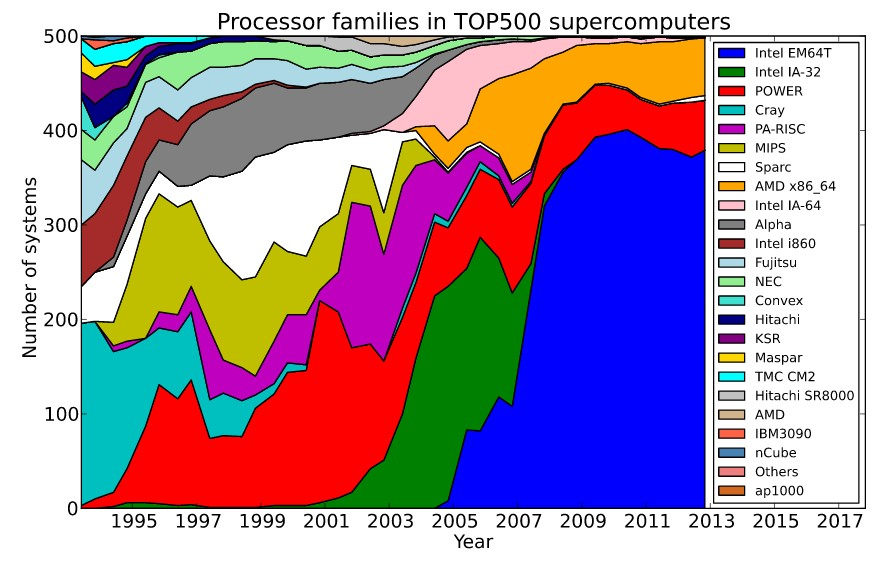 Processor families in TOP500 supercomputers
500
400
300
200
100
0
Number of systems
1995 1997 1999 2001 2003 2005 2007 2009 2011 2013 2015 2017
Year
Intel EM64T
Intel IA-32
POWER
Cray
PA-RISC
MIPS
Sparc
AMD x86_64
Intel IA-64
Alpha
Intel i860
Fujitsu
NEC
Convex
Hitachi
KSR
Maspar
TMC CM2
Hitachi SR8000
AMD
IBM3090
nCube
Others
ap1000